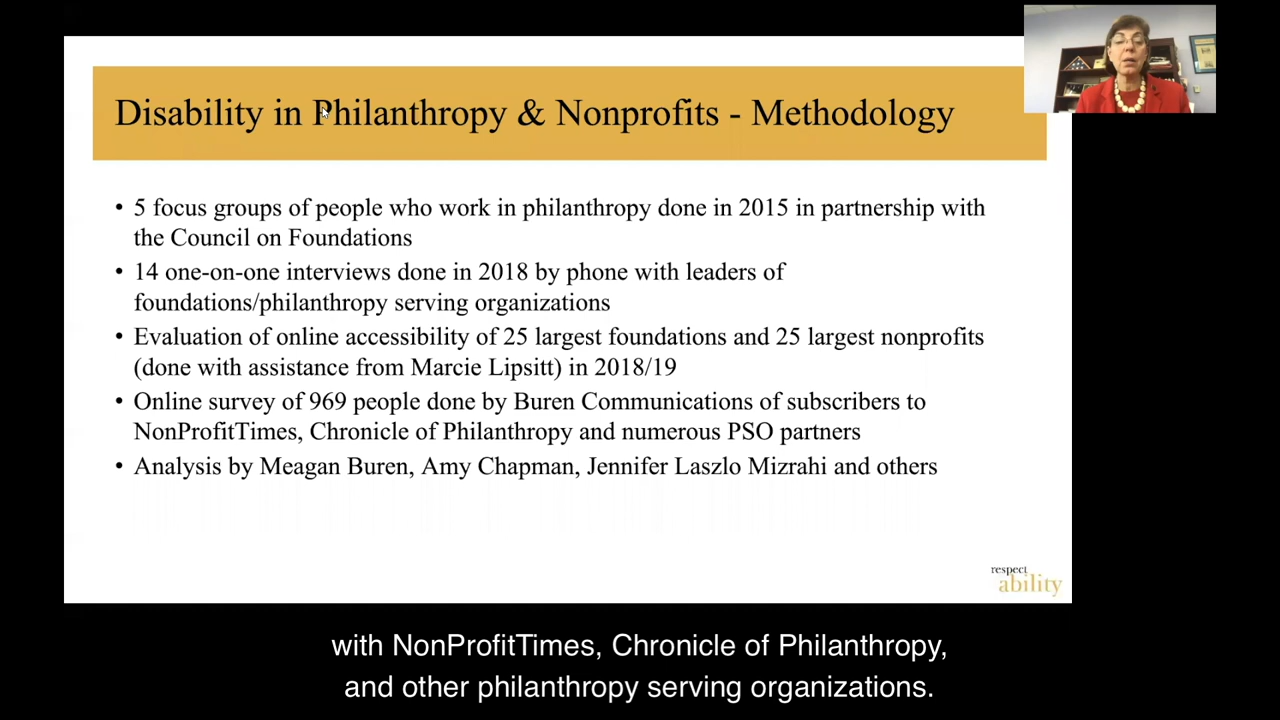 Disability in Philanthropy & Nonprofits - Methodology
• 5 focus groups of people who work in philanthropy done in 2015 in partnership with
the Council on Foundations
• 14 one-on-one interviews done in 2018 by phone with leaders of
foundations/philanthropy serving organizations
• Evaluation of online accessibility of 25 largest foundations and 25 largest nonprofits
(done with assistance from Marcie Lipsitt) in 2018/19
• Online survey of 969 people done by Buren Communications of subscribers to
NonProfitTimes, Chronicle of Philanthropy and numerous PSO partners
• Analysis by Meagan Buren, Amy Chapman, Jennifer Laszlo Mizrahi and others
respect
ability
with NonProfitTimes, Chronicle of Philanthropy,
and other philanthropy serving organizations.